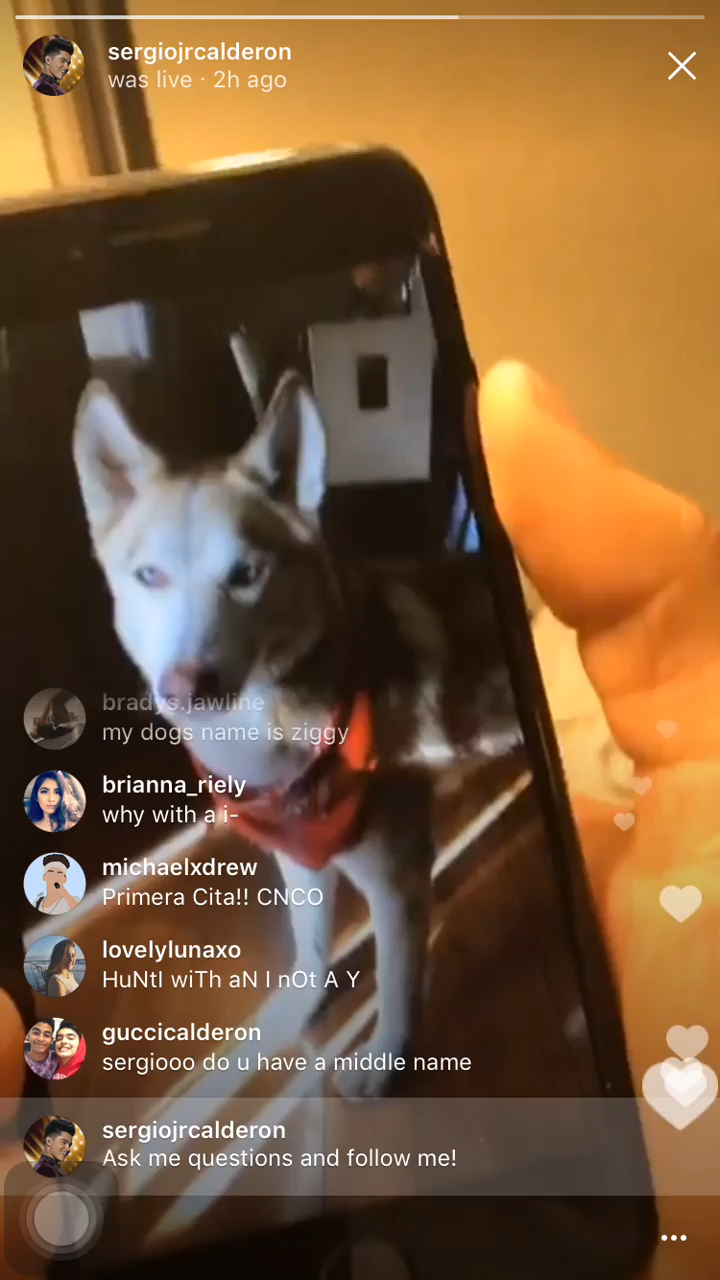 sergiojrcalderon
was live · 2h ago
bradys.jawline
my dogs name is ziggy
brianna_riely
why with a i-
michaelxdrew
Primera Cita!! CNCO
lovelylunaxo
HuNtI wiTh aN I nOt A Y
guccicalderon
sergiooo do u have a middle name
sergiojrcalderon
Ask me questions and follow me!